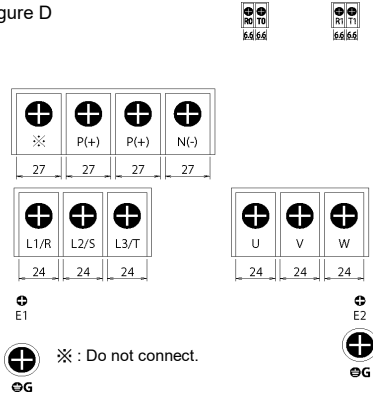 gure D
R0 T0
6.6 6.6
R1 T1
6.6 6.6
※ P(+) P(+) N(-)
27 27 27 27
L1/R L2/S L3/T
24 24 24
U V W
24 24 24
E1
E2
※ : Do not connect.
G
G